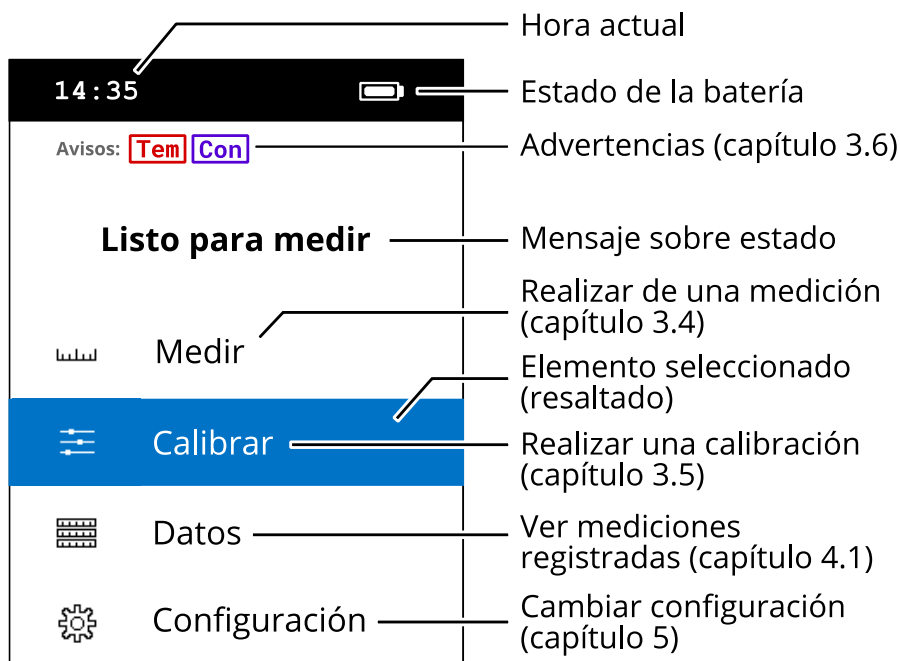 Hora actual
14:35
Estado de la batería
Avisos: Tem Con
Advertencias (capítulo 3.6)
Listo para medir
Mensaje sobre estado
Realizar de una medición
(capítulo 3.4)
Medir
Elemento seleccionado
(resaltado)
Calibrar
Realizar una calibración
(capítulo 3.5)
Datos
Ver mediciones
registradas (capítulo 4.1)
Configuración
Cambiar configuración
(capítulo 5)